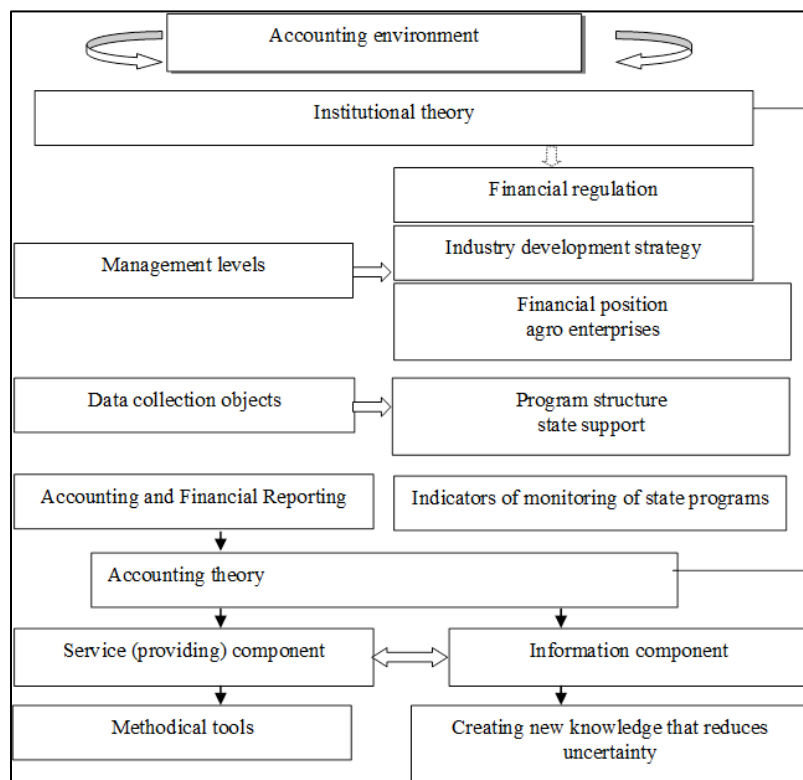 Accounting environment
Institutional theory
Financial regulation
Management levels
Industry development strategy
Financial position
agro enterprises
Data collection objects
Program structure
state support
Accounting and Financial Reporting
Indicators of monitoring of state programs
Accounting theory
Service (providing) component
Information component
Methodical tools
Creating new knowledge that reduces
uncertainty